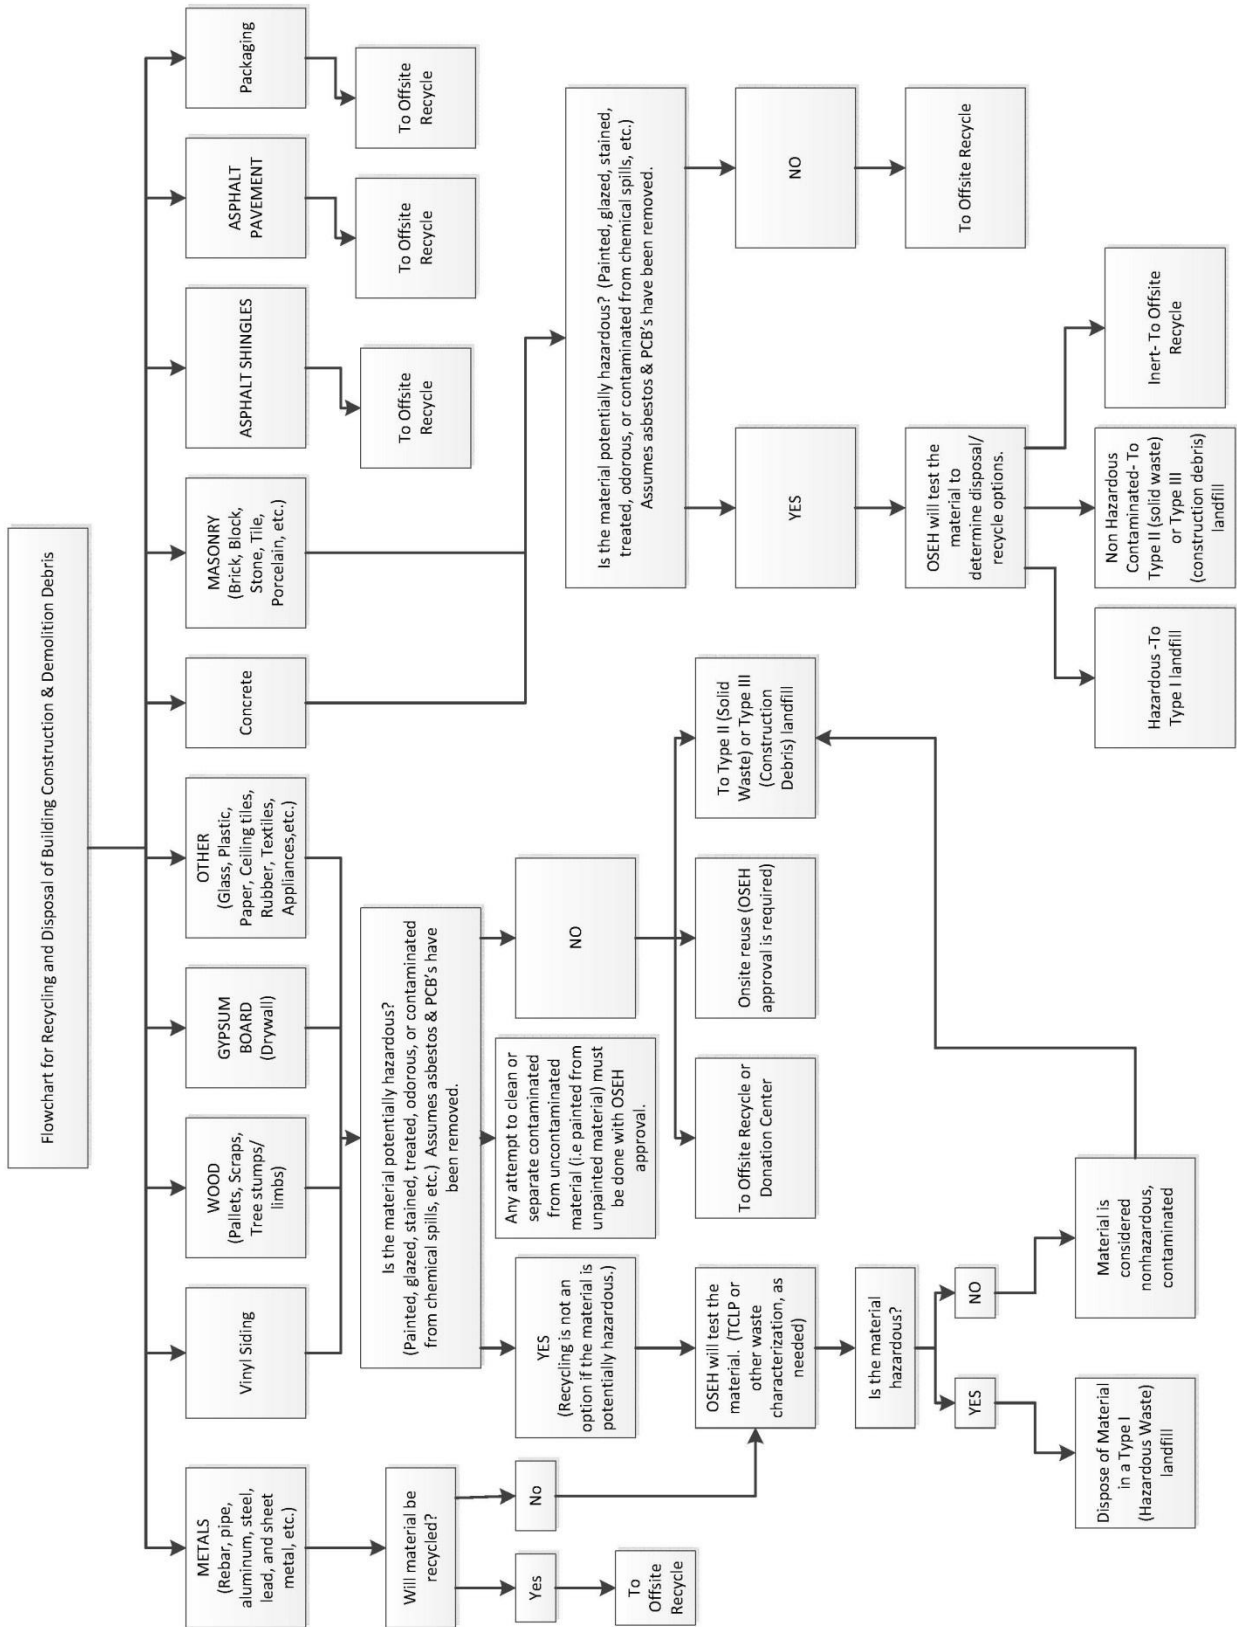 Flowchart for Recycling and Disposal of Building Construction & Demolition Debris
METALS
(Rebar, pipe,
aluminum, steel,
lead, and sheet
metal, etc.)
Vinyl Siding
WOOD
(Pallets, Scraps,
Tree stumps/
limbs)
GYPSUM
BOARD
(Drywall)
OTHER
(Glass, Plastic,
Paper, Ceiling tiles,
Rubber, Textiles,
Appliances,etc.)
Concrete
MASONRY
(Brick, Block,
Stone, Tile,
Porcelain, etc.)
ASPHALT SHINGLES
ASPHALT
PAVEMENT
Packaging
Will material be
recycled?
Is the material potentially hazardous?
(Painted, glazed, stained, treated, odorous, or contaminated
from chemical spills, etc.) Assumes asbestos & PCB's have
been removed.
To Offsite
Recycle
To Offsite
Recycle
To Offsite
Recycle
Yes
No
YES
(Recycling is not an
option if the material is
potentially hazardous.)
Any attempt to clean or
separate contaminated
from uncontaminated
material (i.e painted from
unpainted material) must
be done with OSEH
approval.
NO
Is the material potentially hazardous? (Painted, glazed, stained,
treated, odorous, or contaminated from chemical spills, etc.)
Assumes asbestos & PCB's have been removed.
To
Offsite
Recycle
OSEH will test the
material. (TCLP or
other waste
characterization, as
needed)
To Offsite Recycle or
Donation Center
Onsite reuse (OSEH
approval is required)
To Type II (Solid
Waste) or Type III
(Construction
Debris) landfill
YES
NO
Is the material
hazardous?
OSEH will test the
material to
determine disposal/
recycle options.
To Offsite Recycle
YES
NO
Dispose of Material
in a Type I
(Hazardous Waste)
landfill
Material is
considered
nonhazardous,
contaminated
Hazardous -To
Type I landfill
Non Hazardous
Contaminated- To
Type II (solid waste)
or Type III
(construction debris)
landfill
Inert- To Offsite
Recycle